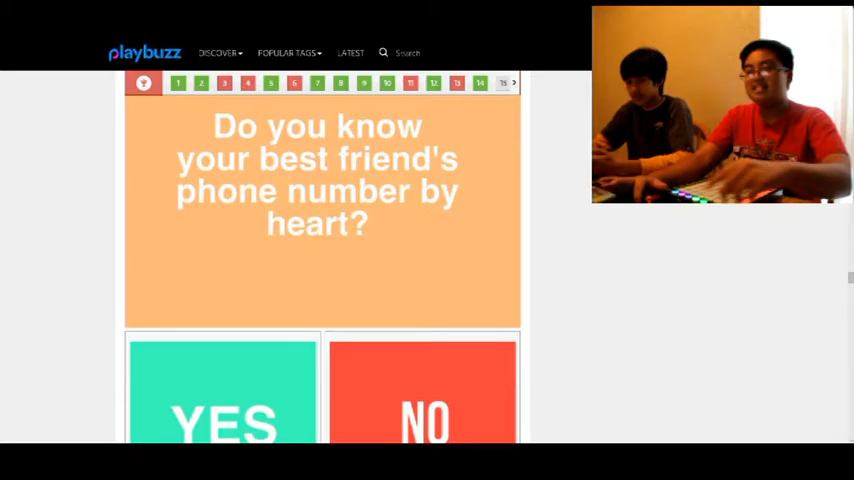 playbuzz DISCOVER POPULAR TAGS LATEST Search
1 2 3 4 5 6 7 8 9 10 11 12 13 14 15
Do you know
your best friend's
phone number by
heart?
YES NO